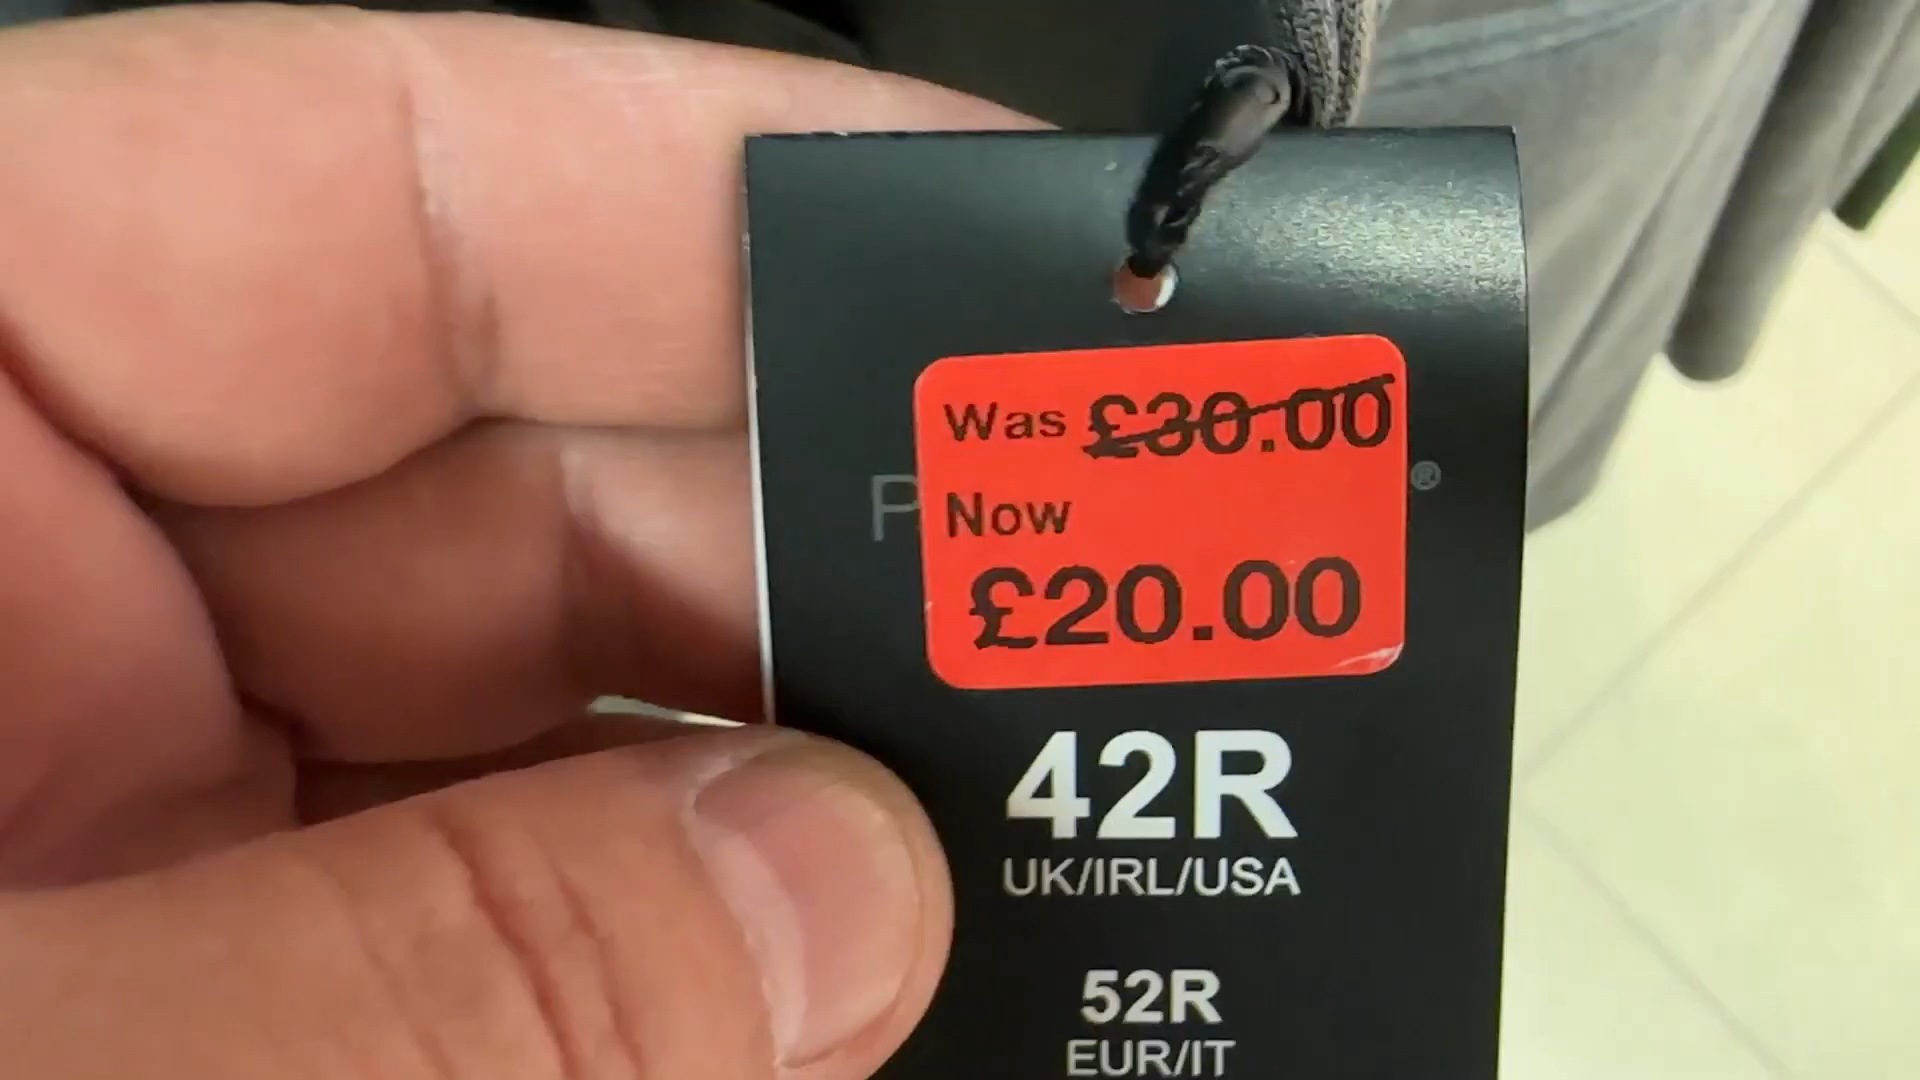 Was £30.00
®
Now
£20.00
42R
UK/IRL/USA
52R
EUR/IT